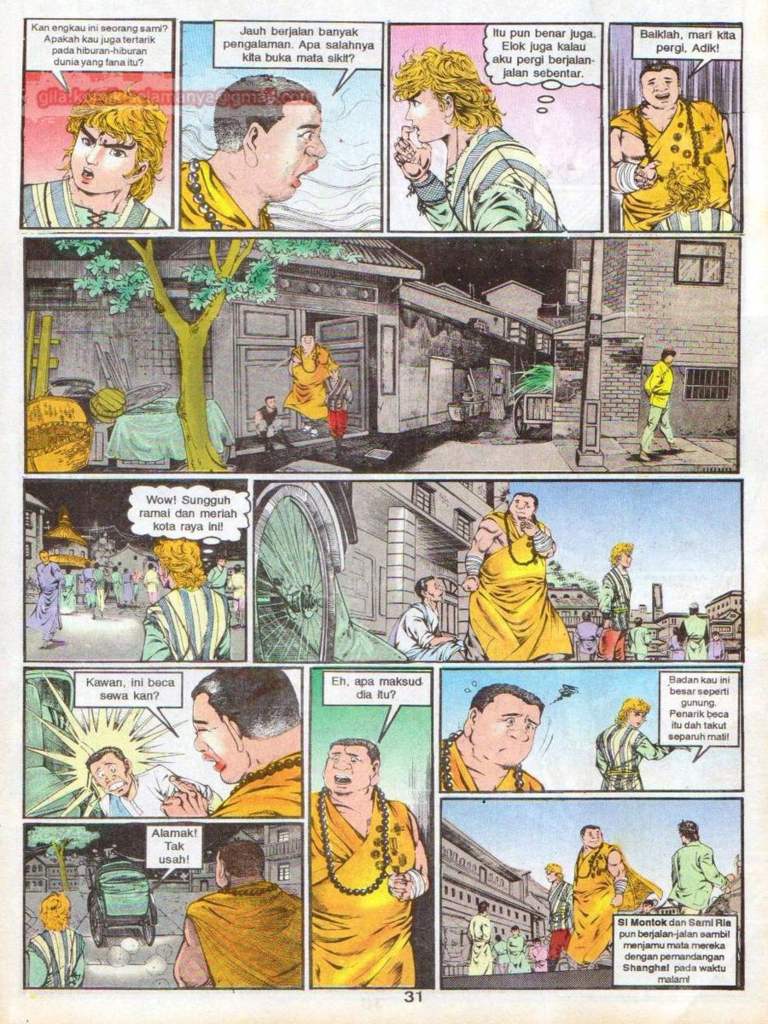 Kan engkau ini seorang sami?
Apakah kau juga tertarik
pada hiburan-hiburan
dunia yang fana itu?
Jauh berjalan banyak
pengalaman. Apa salahnya
kita buka mata sikit?
Itu pun benar juga.
Elok juga kalau
aku pergi berjalan-
jalan sebentar.
Baiklah, mari kita
pergi, Adik!
Wow! Sungguh
ramai dan meriah
kota raya ini!
Kawan, ini beca
sewa kan?
Eh, apa maksud
dia itu?
Badan kau ini
besar seperti
gunung.
Penarik beca
itu dah takut
separuh mati!
Alamak!
Tak
usah!
Si Montok dan Sami Ria
pun berjalan-jalan sambil
menjamu mata mereka
dengan pemandangan
Shanghai pada waktu
malam!
31